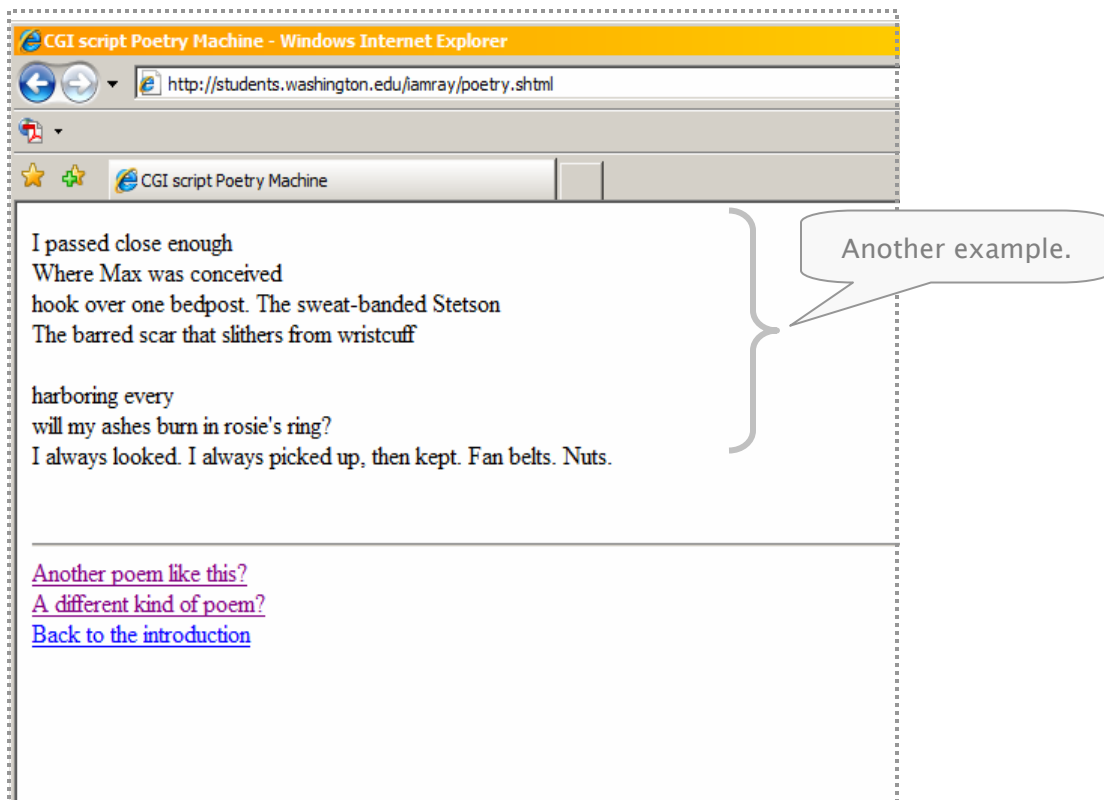 CGI script Poetry Machine - Windows Internet Explorer
http://students.washington.edu/iamray/poetry.shtml
CGI script Poetry Machine
I passed close enough
Where Max was conceived
hook over one bedpost. The sweat-banded Stetson
The barred scar that slithers from wristcuff
harboring every
will my ashes burn in rosie's ring?
I always looked. I always picked up, then kept. Fan belts. Nuts.
Another example.
Another poem like this?
A different kind of poem?
Back to the introduction